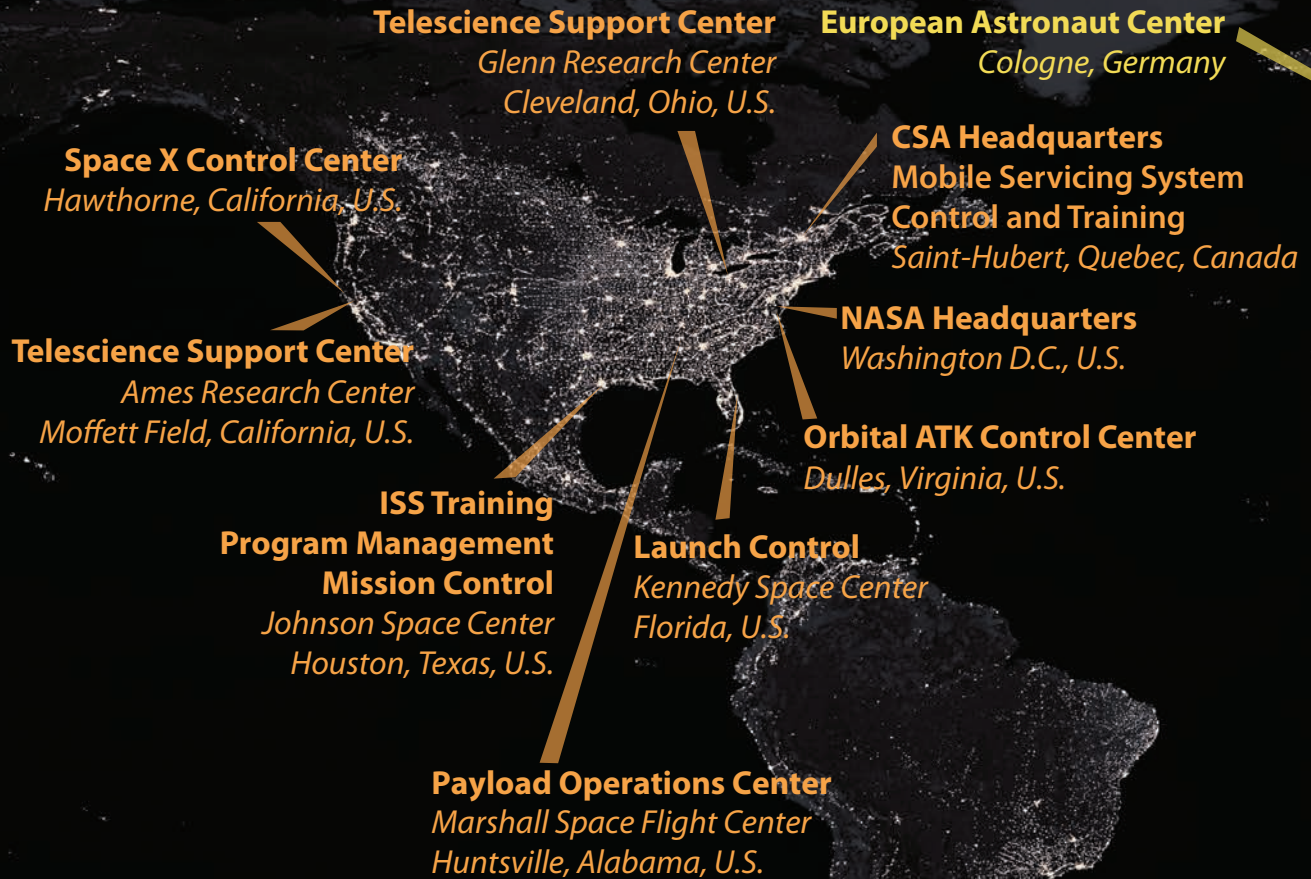 Telescience Support Center
Glenn Research Center
Cleveland, Ohio, U.S.
European Astronaut Center
Cologne, Germany
Space X Control Center
Hawthorne, California, U.S.
CSA Headquarters
Mobile Servicing System
Control and Training
Saint-Hubert, Quebec, Canada
Telescience Support Center
Ames Research Center
Moffett Field, California, U.S.
NASA Headquarters
Washington D.C., U.S.
Orbital ATK Control Center
Dulles, Virginia, U.S.
ISS Training
Program Management
Mission Control
Johnson Space Center
Houston, Texas, U.S.
Launch Control
Kennedy Space Center
Florida, U.S.
Payload Operations Center
Marshall Space Flight Center
Huntsville, Alabama, U.S.